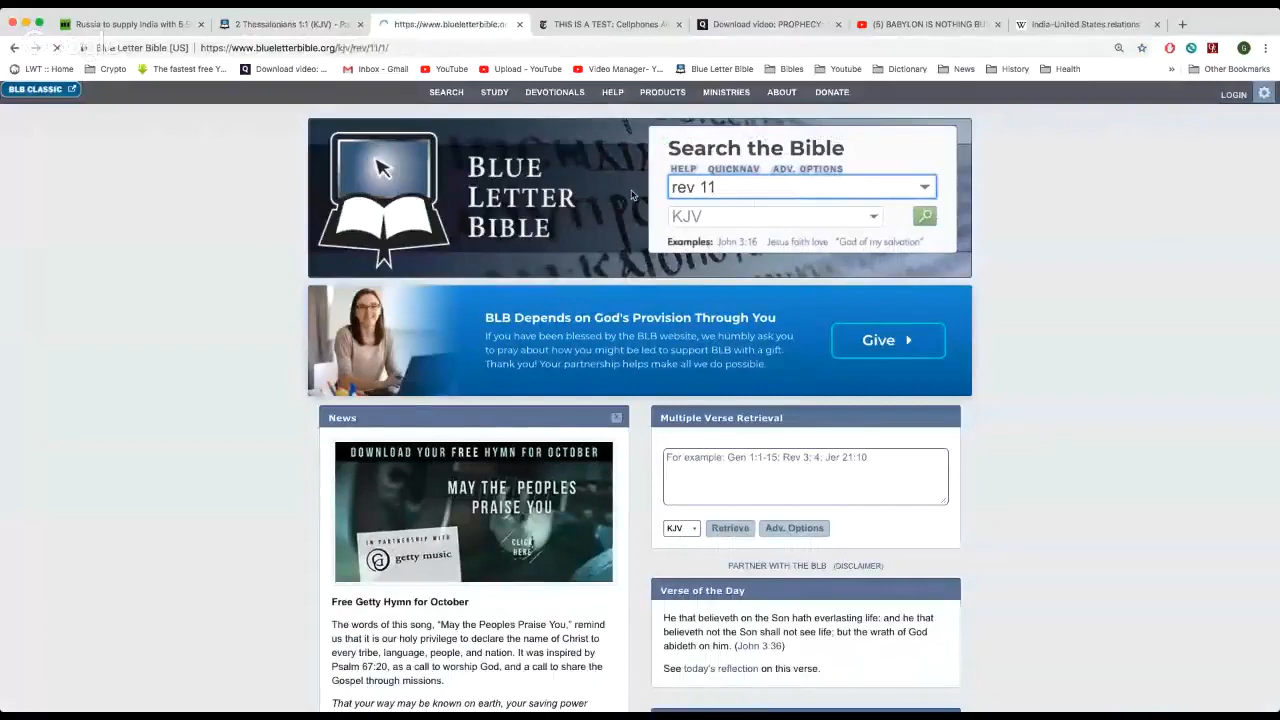 Russia to supply India with 5 S
2 Thessalonians 1:1 (KJV) - Pa
https://www.blueletterbible.o
THIS IS A TEST: Cellphones A
Download video: PROPHECY:
(5) BABYLON IS NOTHING BU
India-United States relations
Blue Letter Bible [US]
https://www.blueletterbible.org/kjv/rev/11/1/
LWT :: Home
Crypto
The fastest free Y...
Download video: ...
Inbox - Gmail
YouTube
Upload - YouTube
Video Manager- Y...
Blue Letter Bible
Bibles
Youtube
Dictionary
News
History
Health
Other Bookmarks
BLB CLASSIC
SEARCH STUDY DEVOTIONALS HELP PRODUCTS MINISTRIES ABOUT DONATE
LOGIN
BLUE
LETTER
BIBLE
Search the Bible
HELP QUICKNAV ADV. OPTIONS
rev 11
KJV
Examples: John 3:16 Jesus faith love "God of my salvation"
BLB Depends on God's Provision Through You
If you have been blessed by the BLB website, we humbly ask you
to pray about how you might be led to support BLB with a gift.
Thank you! Your partnership helps make all we do possible.
Give
News
DOWNLOAD YOUR FREE HYMN FOR OCTOBER
MAY THE PEOPLES
PRAISE YOU
CLICK
HERE
IN PARTNERSHIP WITH
getty music
Free Getty Hymn for October
The words of this song, “May the Peoples Praise You,” remind
us that it is our holy privilege to declare the name of Christ to
every tribe, language, people, and nation. It was inspired by
Psalm 67:20, as a call to worship God, and a call to share the
Gospel through missions.
That your way may be known on earth, your saving power
Multiple Verse Retrieval
For example: Gen 1:1-15; Rev 3; 4; Jer 21:10
KJV
Retrieve
Adv. Options
PARTNER WITH THE BLB (DISCLAIMER)
Verse of the Day
He that believeth on the Son hath everlasting life: and he that
believeth not the Son shall not see life; but the wrath of God
abideth on him. (John 3:36)
See today's reflection on this verse.